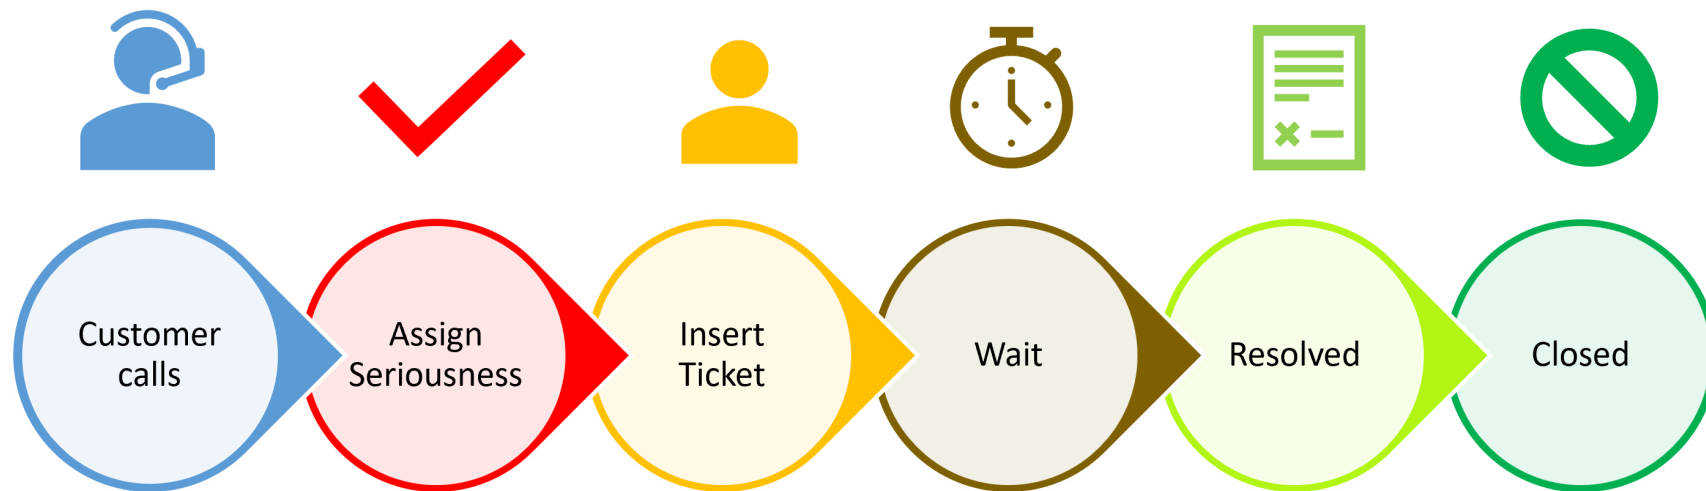 Customer
calls
Assign
Seriousness
Insert
Ticket
Wait
Resolved
Closed